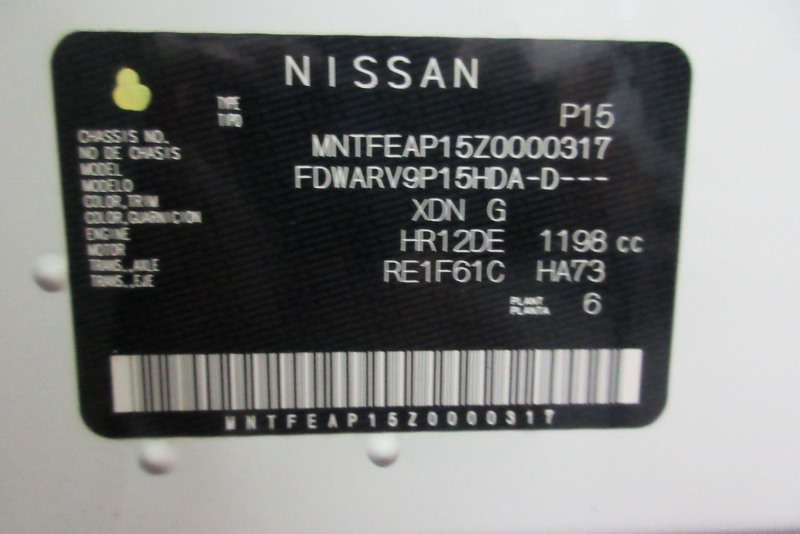 NISSAN
TYPE
TIPO
P15
CHASSIS NO.
NO DE CHASIS
MNTFEAP15Z0000317
MODEL
MODELO
FDWARV9P15HDA-D---
COLOR,TRIM
COLOR,GUARNICION
XDN G
ENGINE
MOTOR
HR12DE 1198 cc
TRANS.,AXLE
TRANS.,EJE
RE1F61C HA73
PLANT
PLANTA
6
MNTFEAP15Z0000317